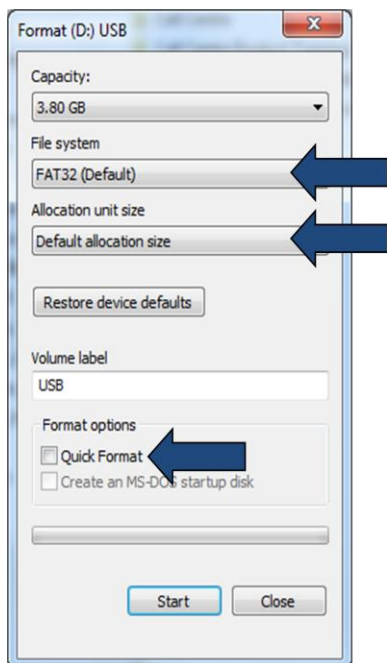 Format (D:) USB
Capacity:
3.80 GB
File system
FAT32 (Default)
Allocation unit size
Default allocation size
Restore device defaults
Volume label
USB
Format options
Quick Format
Create an MS-DOS startup disk
Start Close